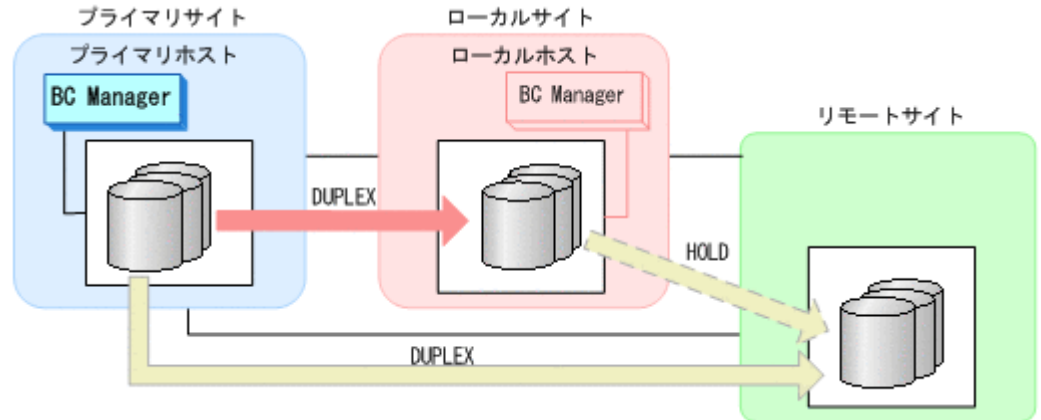 プライマリサイト
プライマリホスト
BC Manager
ローカルサイト
ローカルホスト
BC Manager
リモートサイト
DUPLEX
HOLD
DUPLEX